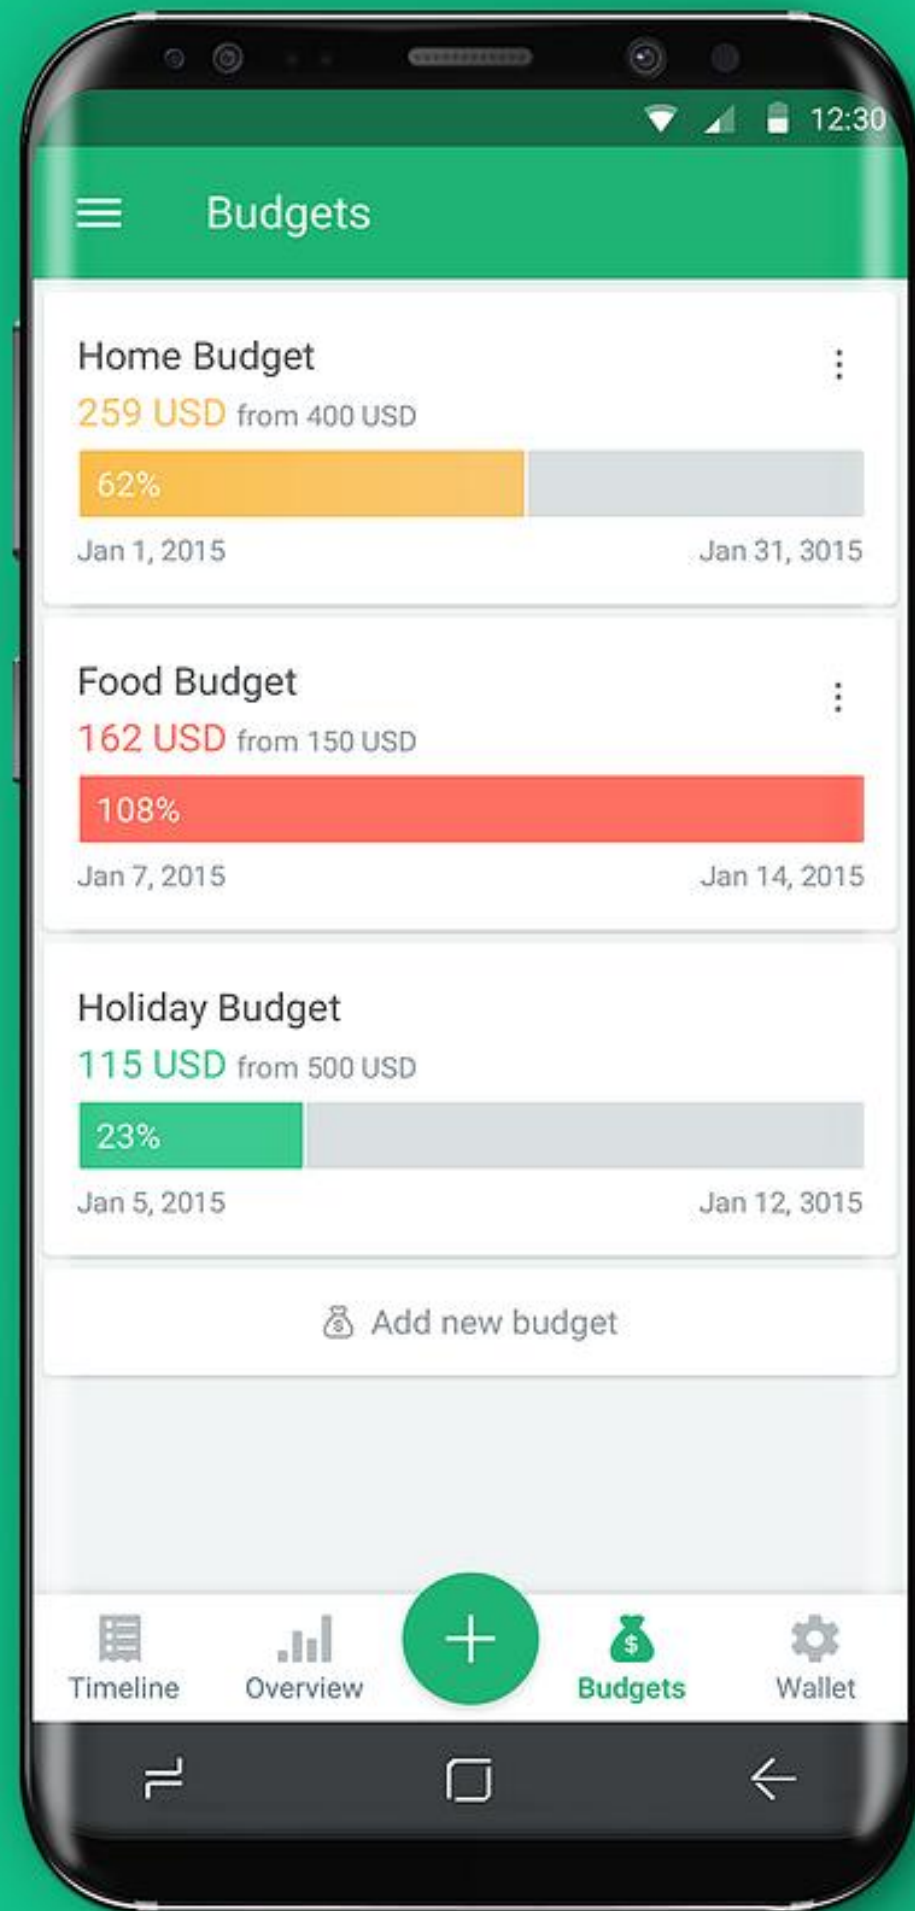 12:30
Budgets
Home Budget
259 USD from 400 USD
62%
Jan 1, 2015 Jan 31, 3015
Food Budget
162 USD from 150 USD
108%
Jan 7, 2015 Jan 14, 2015
Holiday Budget
115 USD from 500 USD
23%
Jan 5, 2015 Jan 12, 3015
$ Add new budget
$
Timeline Overview Budgets Wallet